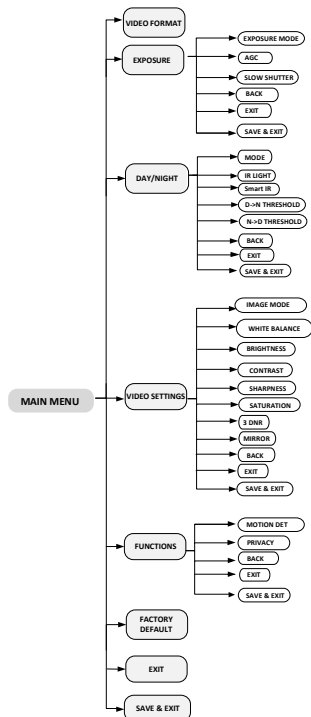 VIDEO FORMAT
EXPOSURE
EXPOSURE MODE
AGC
SLOW SHUTTER
BACK
EXIT
SAVE & EXIT
DAY/NIGHT
MODE
IR LIGHT
Smart IR
D->N THRESHOLD
N->D THRESHOLD
BACK
EXIT
SAVE & EXIT
MAIN MENU
VIDEO SETTINGS
IMAGE MODE
WHITE BALANCE
BRIGHTNESS
CONTRAST
SHARPNESS
SATURATION
3 DNR
MIRROR
BACK
EXIT
SAVE & EXIT
FUNCTIONS
MOTION DET
PRIVACY
BACK
EXIT
SAVE & EXIT
FACTORY
DEFAULT
EXIT
SAVE & EXIT